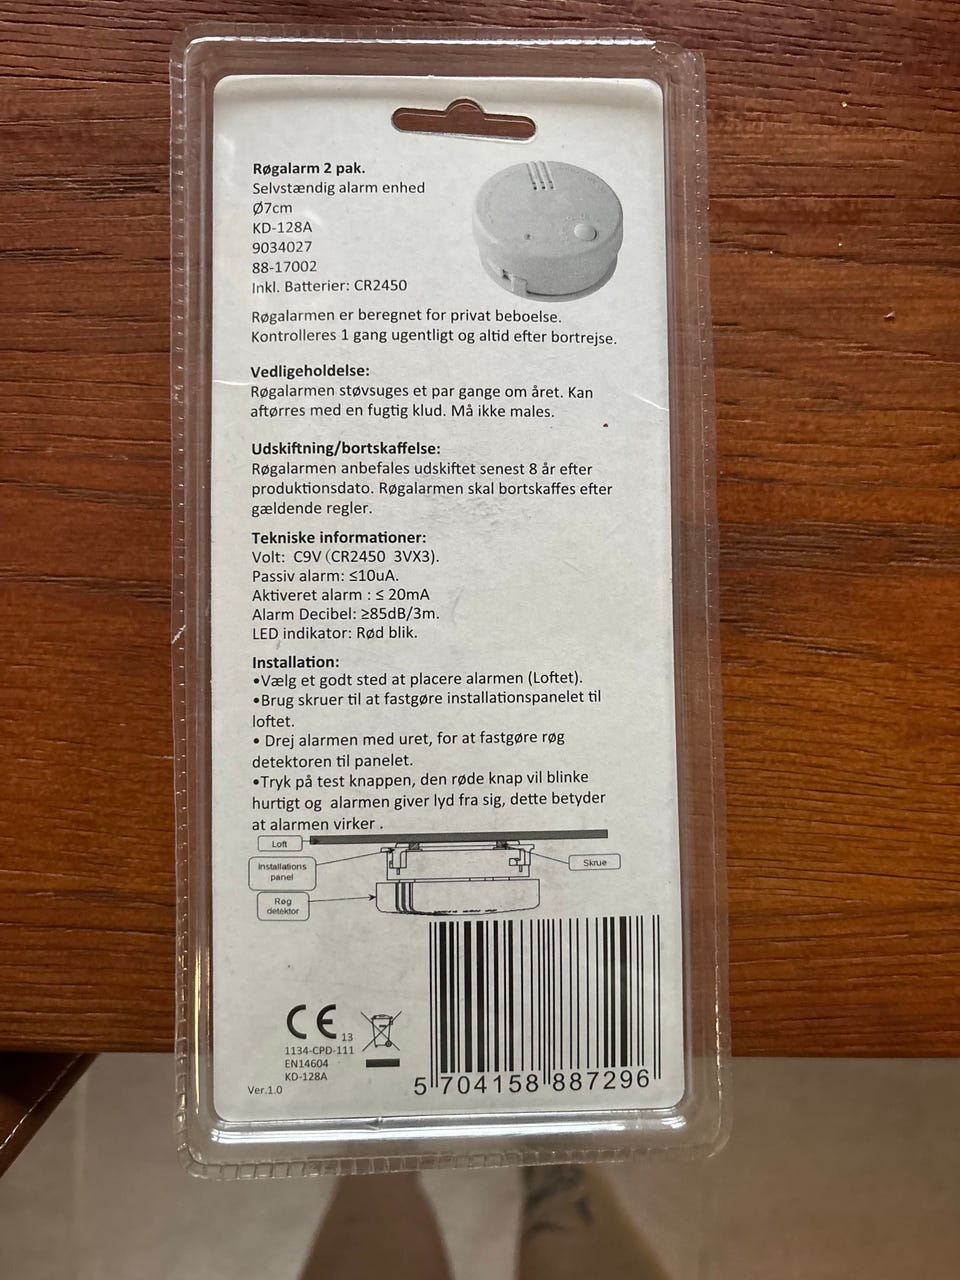 Røgalarm 2 pak.
Selvstændig alarm enhed
Ø7cm
KD-128A
9034027
88-17002
Inkl. Batterier: CR2450
Røgalarmen er beregnet for privat beboelse.
Kontrolleres 1 gang ugentligt og altid efter bortrejse.
Vedligeholdelse:
Røgalarmen støvsuges et par gange om året. Kan
aftørres med en fugtig klud. Må ikke males.
Udskiftning/bortskaffelse:
Røgalarmen anbefales udskiftet senest 8 år efter
produktionsdato. Røgalarmen skal bortskaffes efter
gældende regler.
Tekniske informationer:
Volt: C9V (CR2450 3VX3).
Passiv alarm: ≤10uA.
Aktiveret alarm : ≤ 20mA
Alarm Decibel: ≥85dB/3m.
LED indikator: Rød blik.
Installation:
•Vælg et godt sted at placere alarmen (Loftet).
•Brug skruer til at fastgøre installationspanelet til
loftet.
• Drej alarmen med uret, for at fastgøre røg
detektoren til panelet.
•Tryk på test knappen, den røde knap vil blinke
hurtigt og alarmen giver lyd fra sig, dette betyder
at alarmen virker .
Loft
Installations
panel
Skrue
Røg
detektor
CE 13
1134-CPD-111
EN14604
KD-128A
Ver.1.0
5 704158 887296